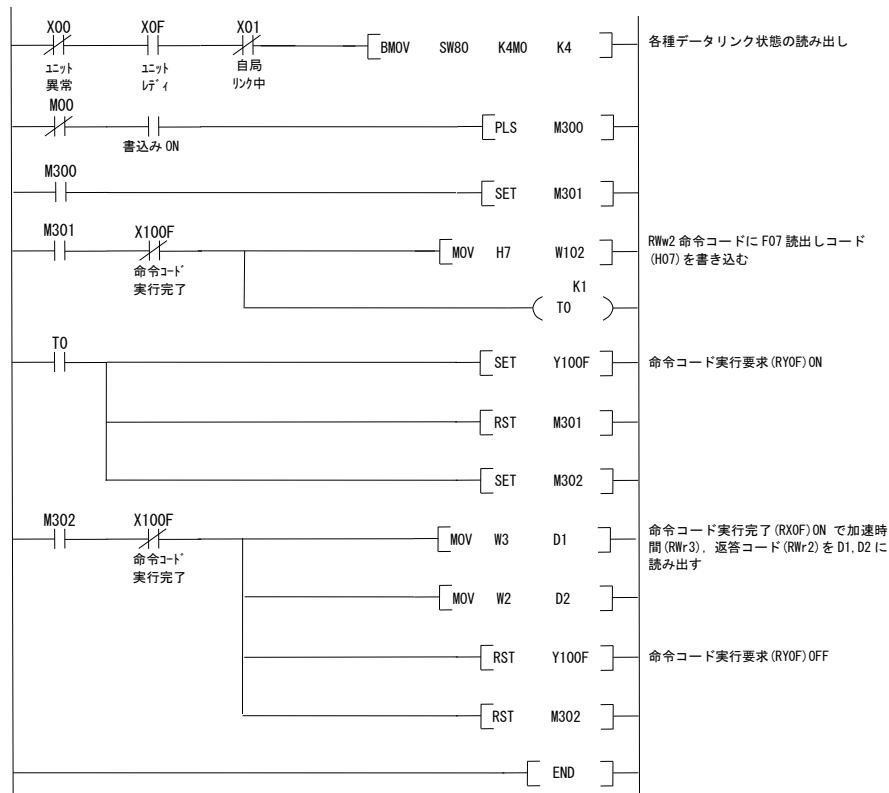 X00 X0F X01
BMOV SW80 K4M0 K4
各種データリンク状態の読み出し
ﾕﾆｯﾄ
異常
ﾕﾆｯﾄ
ﾚﾃﾞｨ
自局
ﾘﾝｸ中
M00
PLS M300
書込み ON
M300
SET M301
M301 X100F
MOV H7 W102
RWw2 命令コードに F07 読出しコード
(H07)を書き込む
命令ｺｰﾄﾞ
実行完了
K1
T0
T0
SET Y100F
命令コード実行要求(RY0F)ON
RST M301
SET M302
M302 X100F
MOV W3 D1
命令コード実行完了(RX0F)ON で加速時
間(RWr3), 返答コード(RWr2)を D1,D2 に
読み出す
命令ｺｰﾄﾞ
実行完了
MOV W2 D2
RST Y100F
命令コード実行要求(RY0F)OFF
RST M302
END